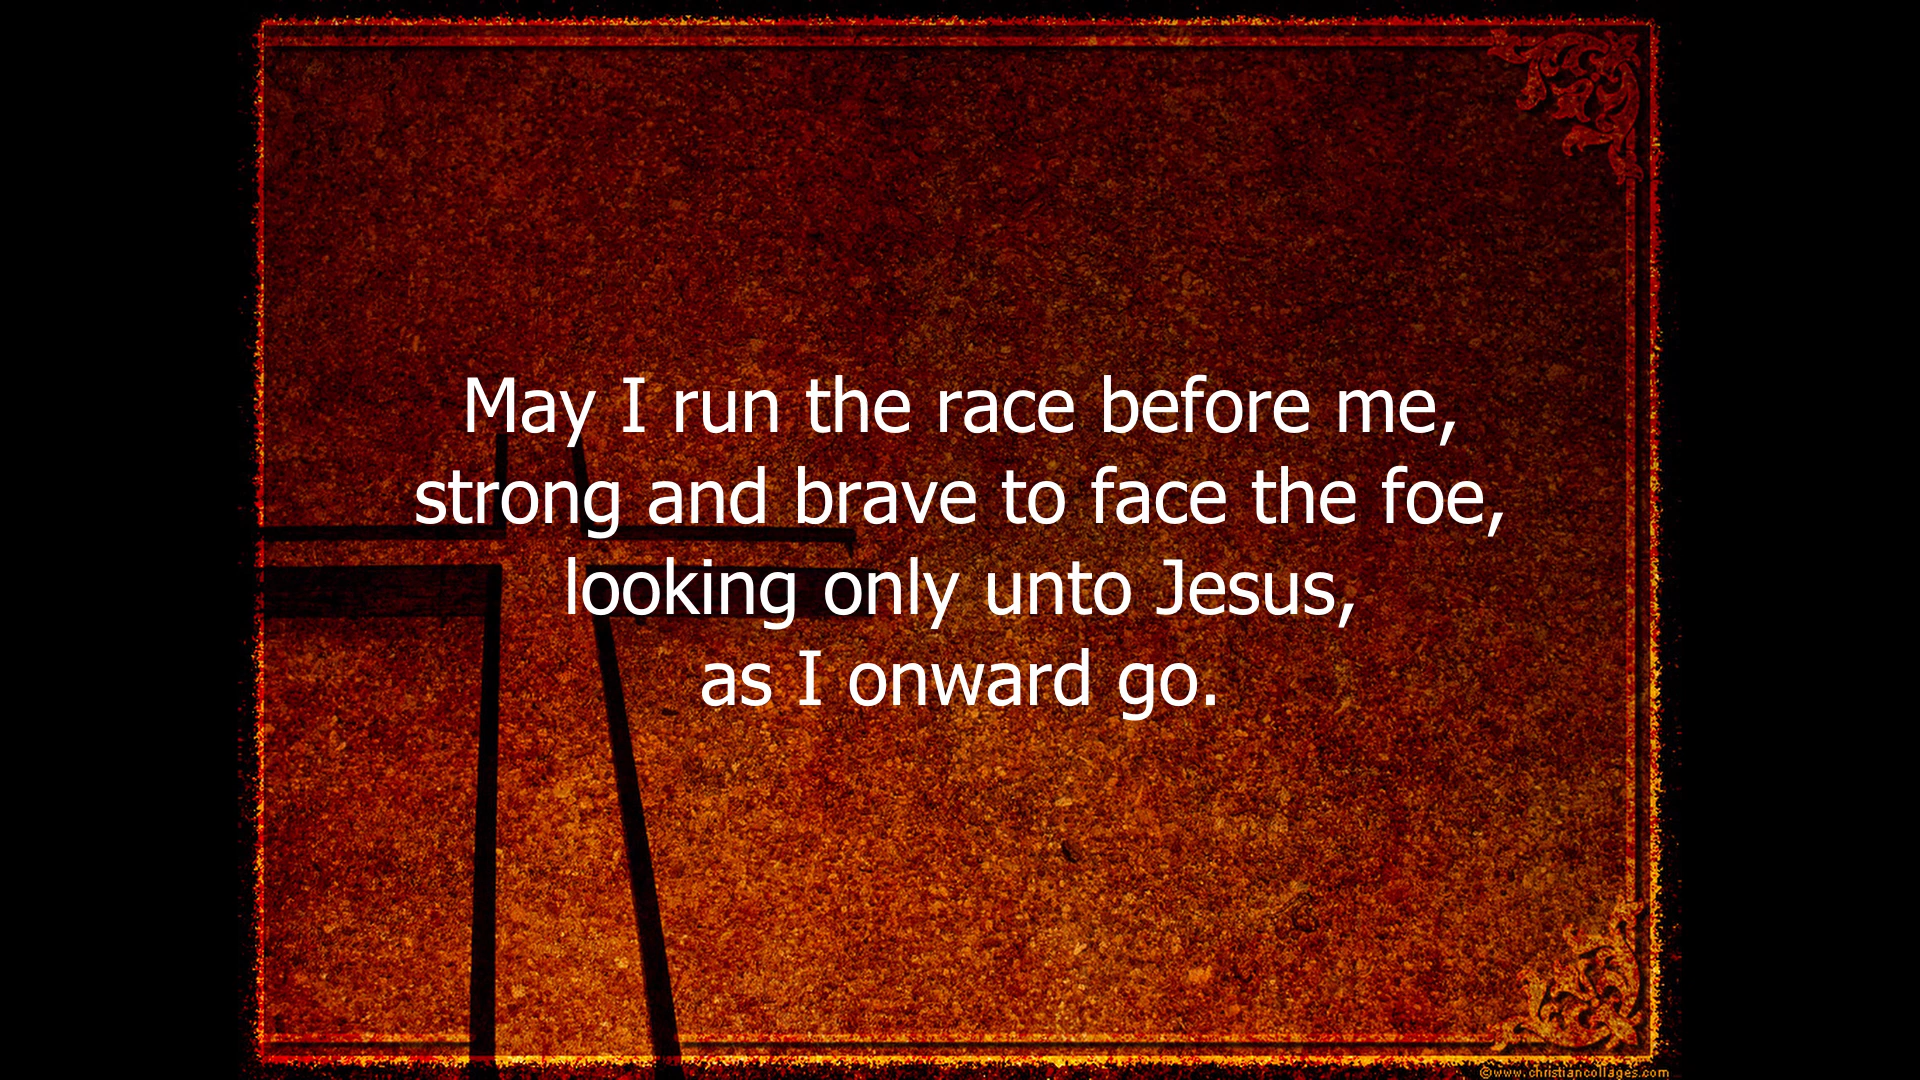 May I run the race before me,
strong and brave to face the foe,
looking only unto Jesus,
as I onward go.
©www.christiancollages.com